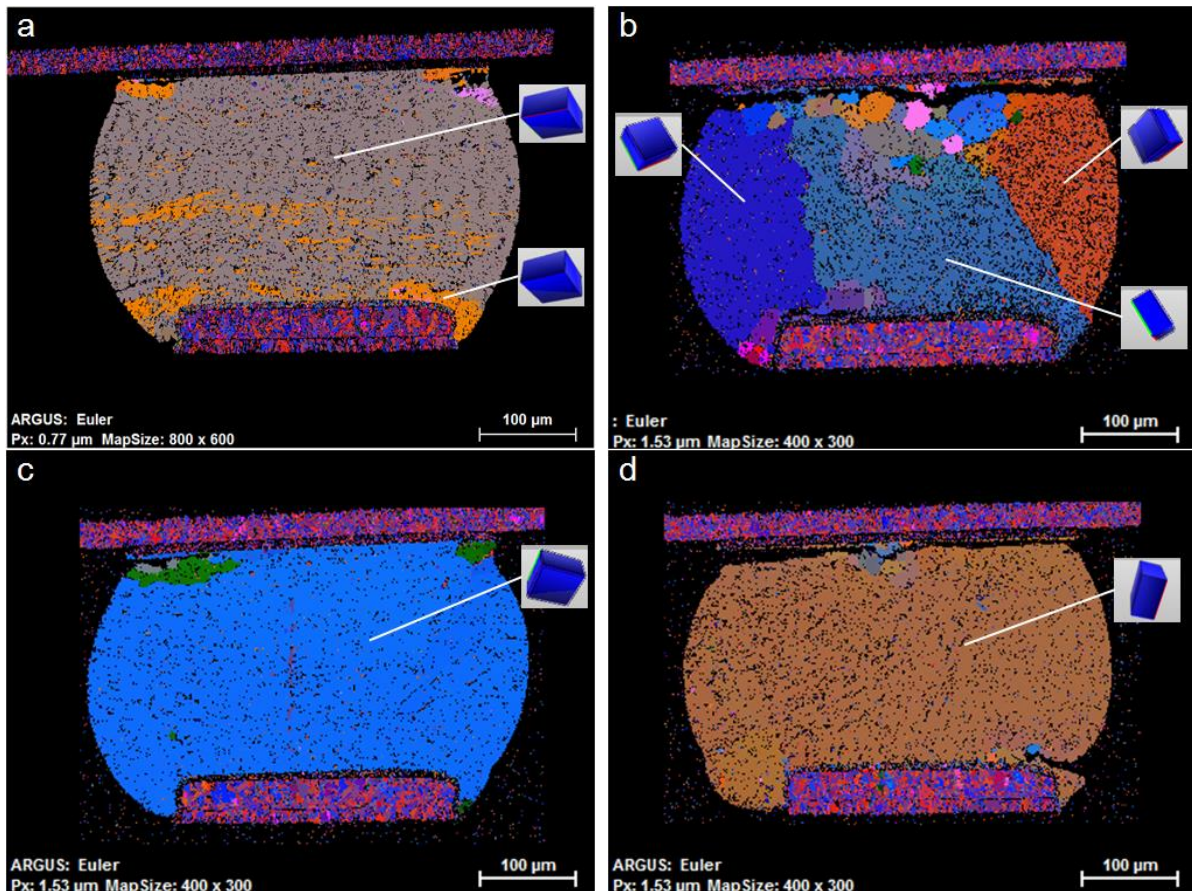 a
ARGUS: Euler
Px: 0.77 µm MapSize: 800 x 600
100 µm
b
: Euler
Px: 1.53 µm MapSize: 400 x 300
100 µm
c
ARGUS: Euler
Px: 1.53 µm MapSize: 400 x 300
100 µm
d
ARGUS: Euler
Px: 1.53 µm MapSize: 400 x 300
100 µm